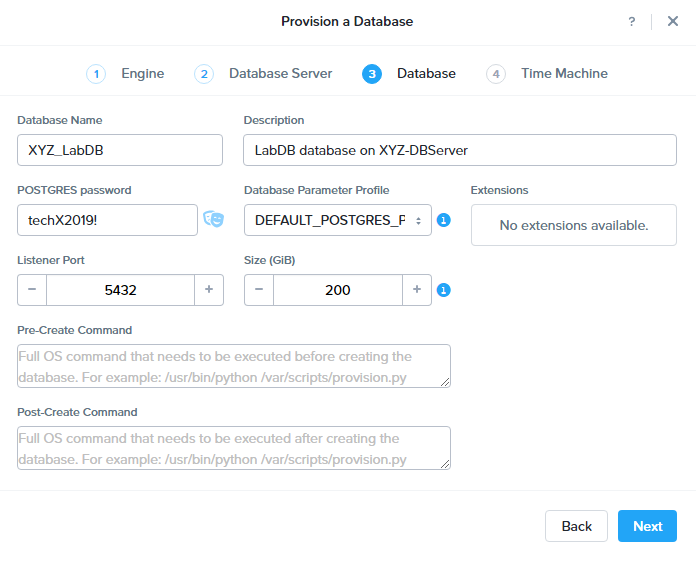 Provision a Database
?
1 Engine 2 Database Server 3 Database 4 Time Machine
Database Name Description
XYZ_LabDB LabDB database on XYZ-DBServer
POSTGRES password Database Parameter Profile Extensions
techX2019! DEFAULT_POSTGRES_P No extensions available.
Listener Port Size (GiB)
− 5432 + − 200 +
Pre-Create Command
Full OS command that needs to be executed before creating the
database. For example: /usr/bin/python /var/scripts/provision.py
Post-Create Command
Full OS command that needs to be executed after creating the
database. For example: /usr/bin/python /var/scripts/provision.py
Back Next